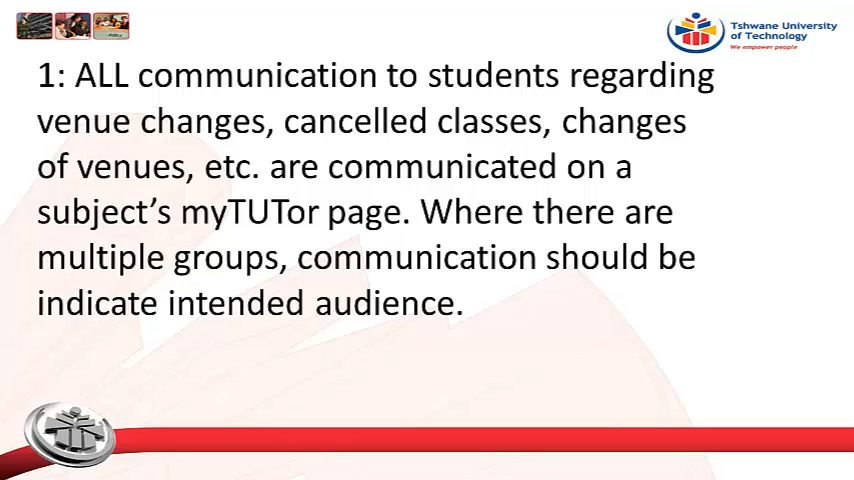 Tshwane University
of Technology
We empower people
1: ALL communication to students regarding
venue changes, cancelled classes, changes
of venues, etc. are communicated on a
subject’s myTUTor page. Where there are
multiple groups, communication should be
indicate intended audience.